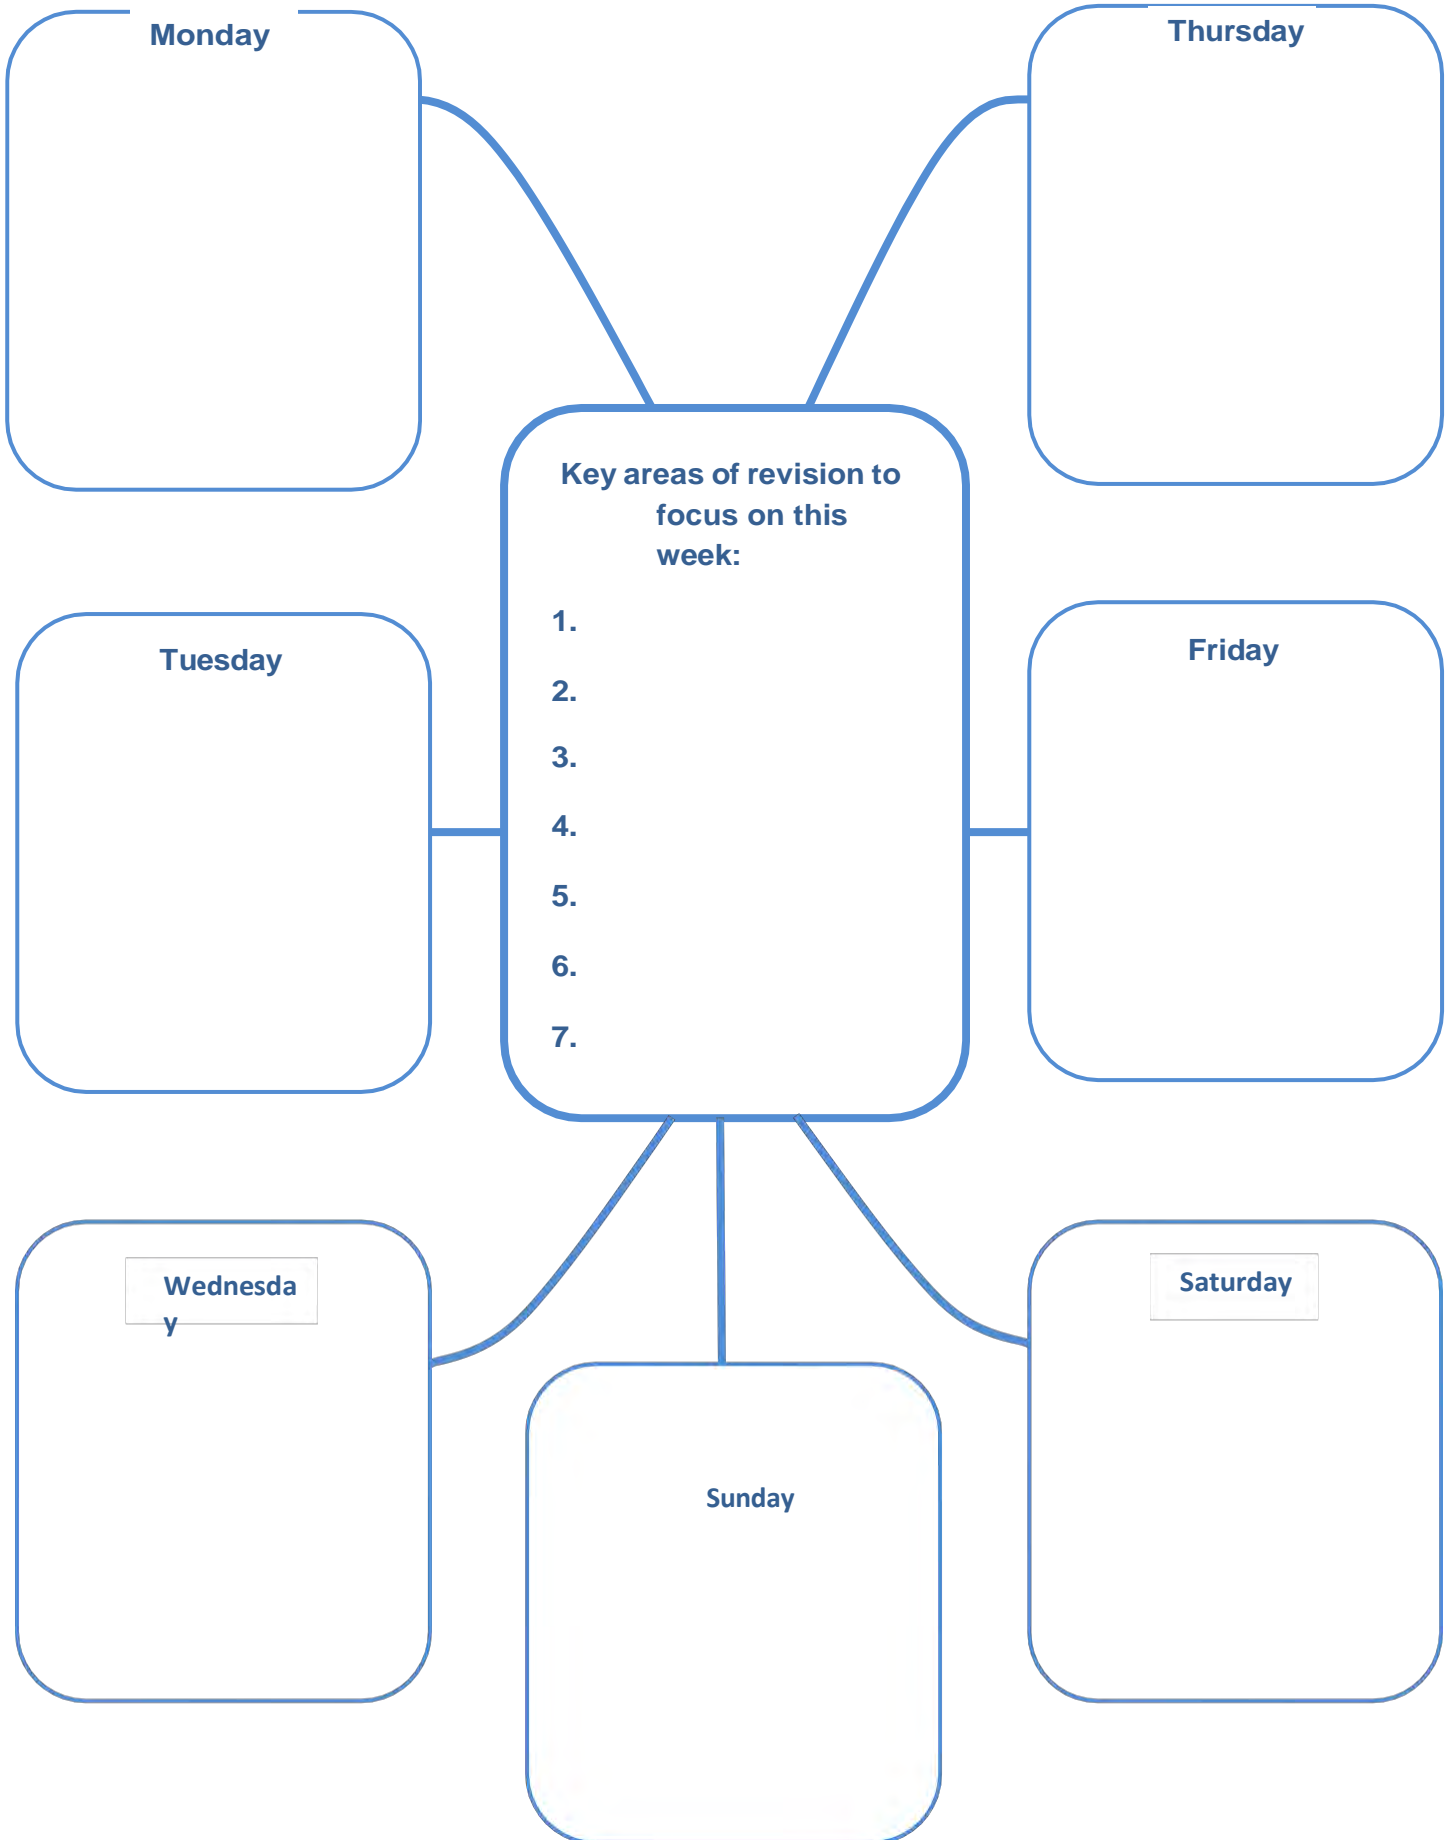 Monday
Thursday
Key areas of revision to
focus on this
week:
1.
2.
3.
4.
5.
6.
7.
Tuesday
Friday
Wednesda
y
Saturday
Sunday